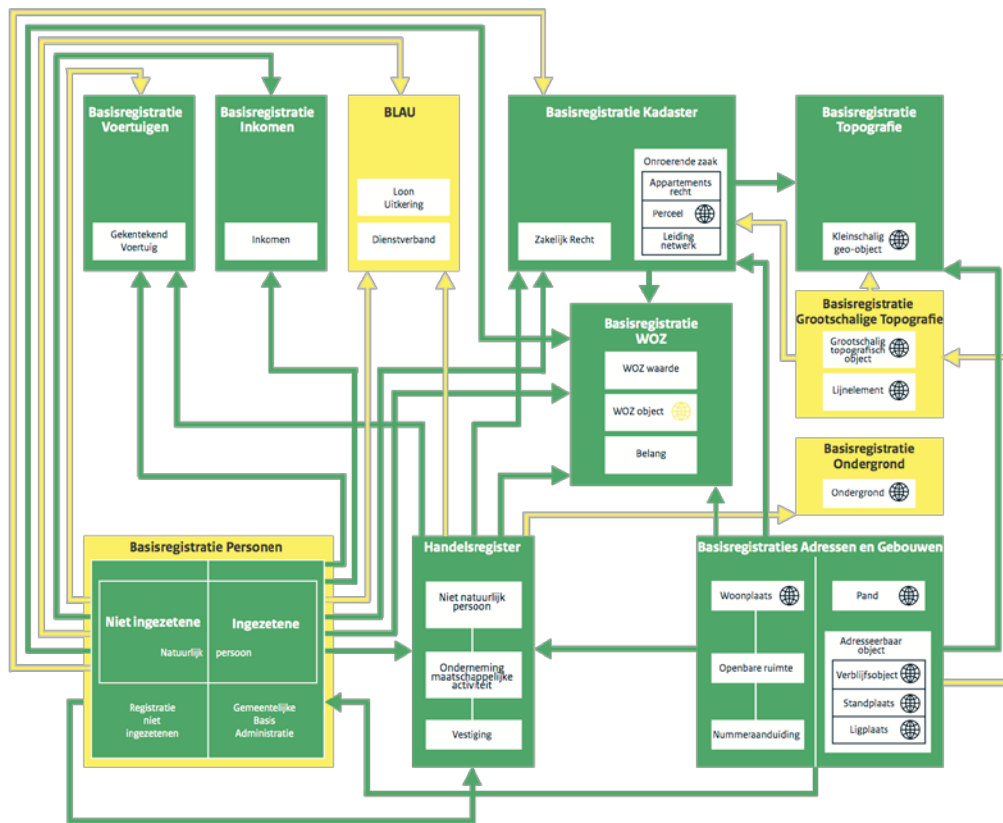 Basisregistratie
Voertuigen
Gekentekend
Voertuig
Basisregistratie
Inkomen
Inkomen
BLAU
Loon
Uitkering
Dienstverband
Basisregistratie Kadaster
Onroerende zaak
Appartements
recht
Perceel
Leiding
netwerk
Zakelijk Recht
Basisregistratie
Topografie
Kleinschalig
geo-object
Basisregistratie
Grootschalige Topografie
Grootschalig
topografisch
object
Lijnelement
Basisregistratie
WOZ
WOZ waarde
WOZ object
Belang
Basisregistratie
Ondergrond
Ondergrond
Basisregistratie Personen
Niet ingezetene
Ingezetene
Natuurlijk persoon
Registratie
niet
ingezetenen
Gemeentelijke
Basis
Administratie
Handelsregister
Niet natuurlijk
persoon
Onderneming
maatschappelijke
activiteit
Vestiging
Basisregistraties Adressen en Gebouwen
Woonplaats
Openbare ruimte
Nummeraanduiding
Pand
Adresseerbaar
object
Verblijfsobject
Standplaats
Ligplaats